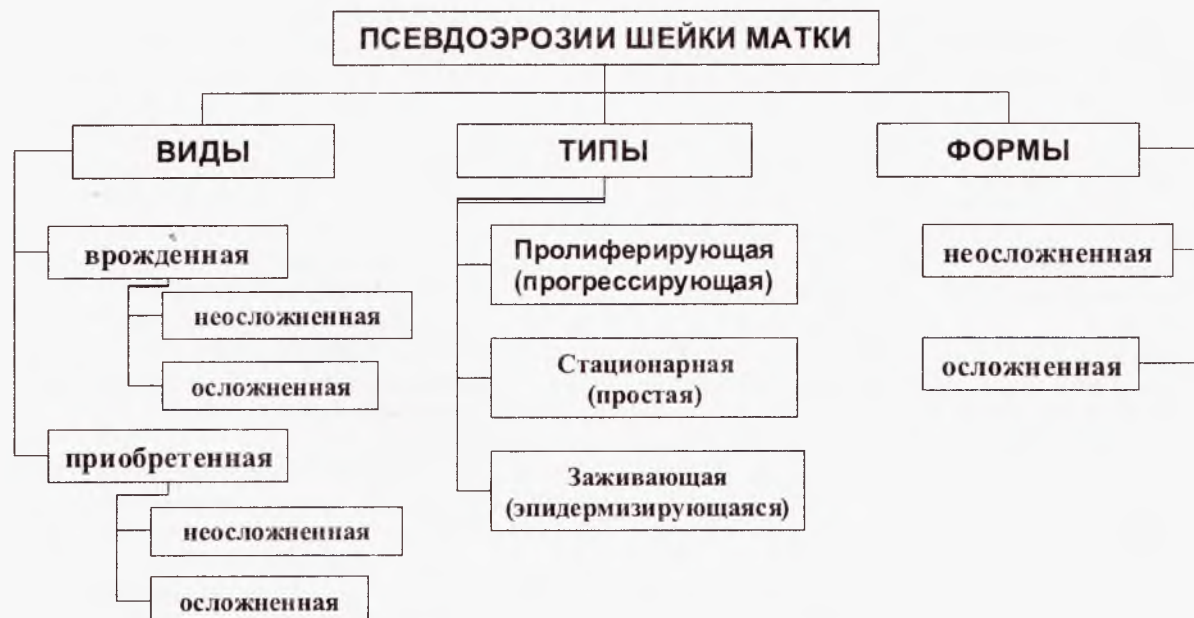 ПСЕВДОЭРОЗИИ ШЕЙКИ МАТКИ
ВИДЫ
врожденная
неосложненная
осложненная
приобретенная
неосложненная
осложненная
ТИПЫ
Пролиферирующая
(прогрессирующая)
Стационарная
(простая)
Заживающая
(эпидермизирующаяся)
ФОРМЫ
неосложненная
осложненная